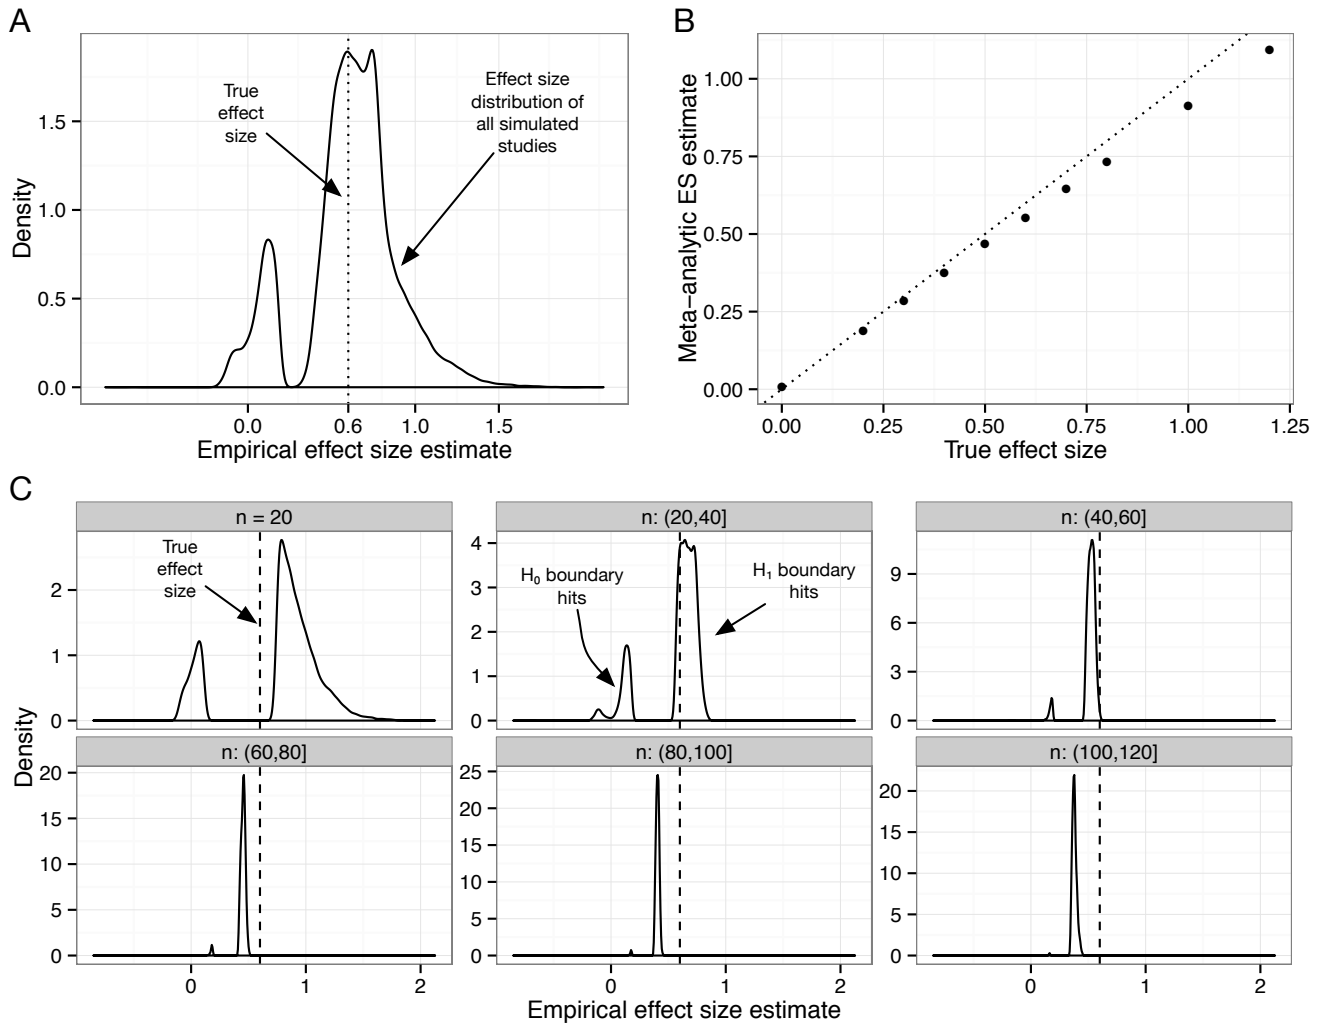 A
True
effect
size
Effect size
distribution of
all simulated
studies
Density
1.5
1.0
0.5
0.0
0.0
0.6
1.0
1.5
Empirical effect size estimate
B
Meta−analytic ES estimate
1.00
0.75
0.50
0.25
0.00
0.00
0.25
0.50
0.75
1.00
1.25
True effect size
C
Density
n = 20
True
effect
size
2
1
0
n: (20,40]
H₀ boundary
hits
H₁ boundary
hits
4
3
2
1
0
n: (40,60]
9
6
3
0
n: (60,80]
20
15
10
5
0
0
1
2
n: (80,100]
25
20
15
10
5
0
0
1
2
n: (100,120]
20
15
10
5
0
0
1
2
Empirical effect size estimate